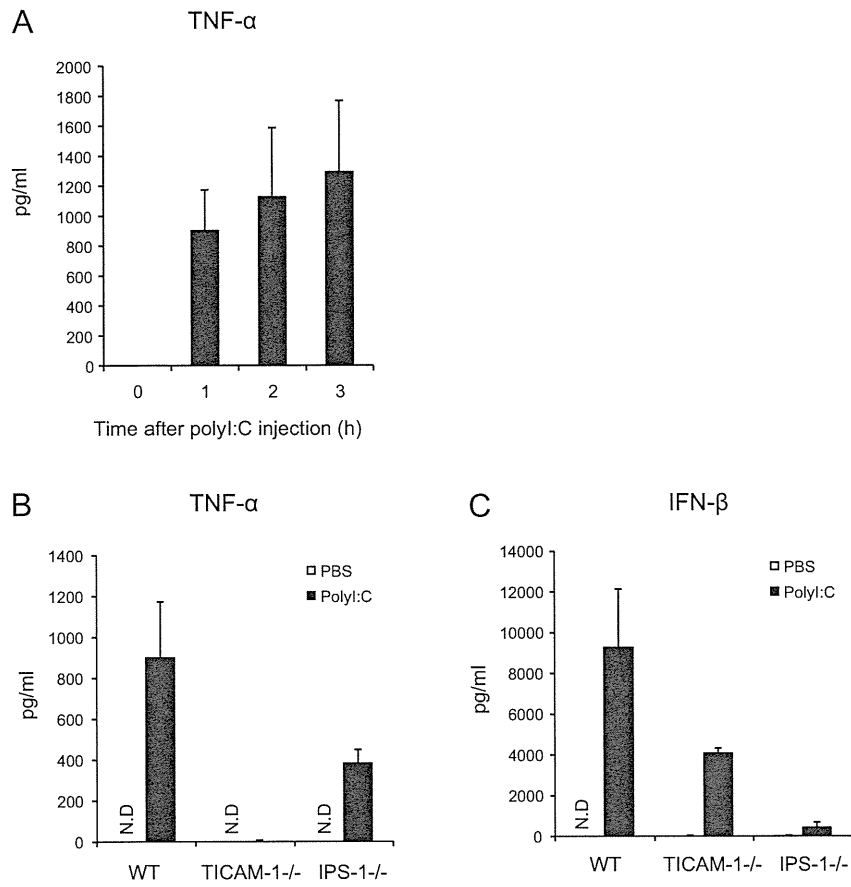 A
TNF-α
2000
1800
1600
1400
1200
1000
800
600
400
200
0
pg/ml
0 1 2 3
Time after polyI:C injection (h)
B
TNF-α
1400
1200
1000
800
600
400
200
0
pg/ml
PBS
PolyI:C
N.D
N.D
N.D
WT TICAM-1-/- IPS-1-/-
C
IFN-β
14000
12000
10000
8000
6000
4000
2000
0
pg/ml
PBS
PolyI:C
N.D
WT TICAM-1-/- IPS-1-/-